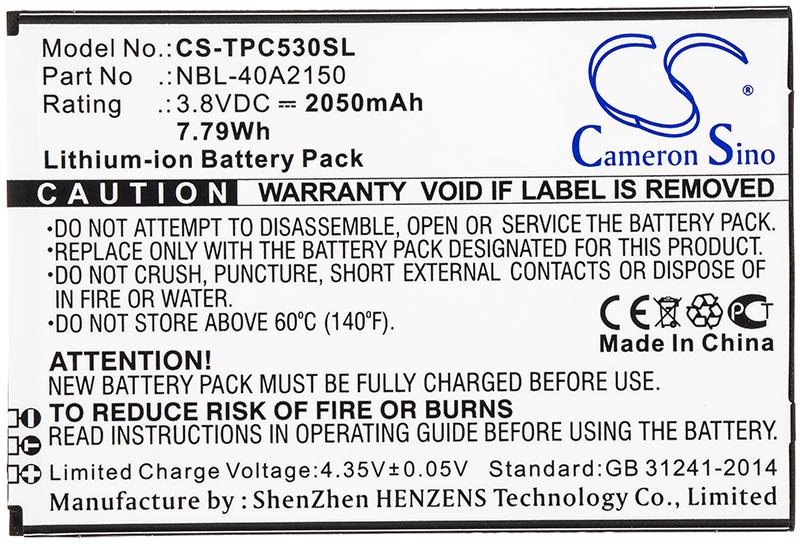 Model No.:CS-TPC530SL
Part No :NBL-40A2150
Rating :3.8VDC ⎓ 2050mAh
7.79Wh
Lithium-ion Battery Pack
CS
®
Cameron Sino
CAUTION WARRANTY VOID IF LABEL IS REMOVED
•DO NOT ATTEMPT TO DISASSEMBLE, OPEN OR SERVICE THE BATTERY PACK.
•REPLACE ONLY WITH THE BATTERY PACK DESIGNATED FOR THIS PRODUCT.
•DO NOT CRUSH, PUNCTURE, SHORT EXTERNAL CONTACTS OR DISPOSE
IN FIRE OR WATER.
•DO NOT STORE ABOVE 60℃ (140℉).
CE PCT
Made In China
ATTENTION!
NEW BATTERY PACK MUST BE FULLY CHARGED BEFORE USE.
TO REDUCE RISK OF FIRE OR BURNS
READ INSTRUCTIONS IN OPERATING GUIDE BEFORE USING THE BATTERY.
Limited Charge Voltage:4.35V±0.05V Standard:GB 31241-2014
Manufacture by: ShenZhen HENZENS Technology Co., Limited